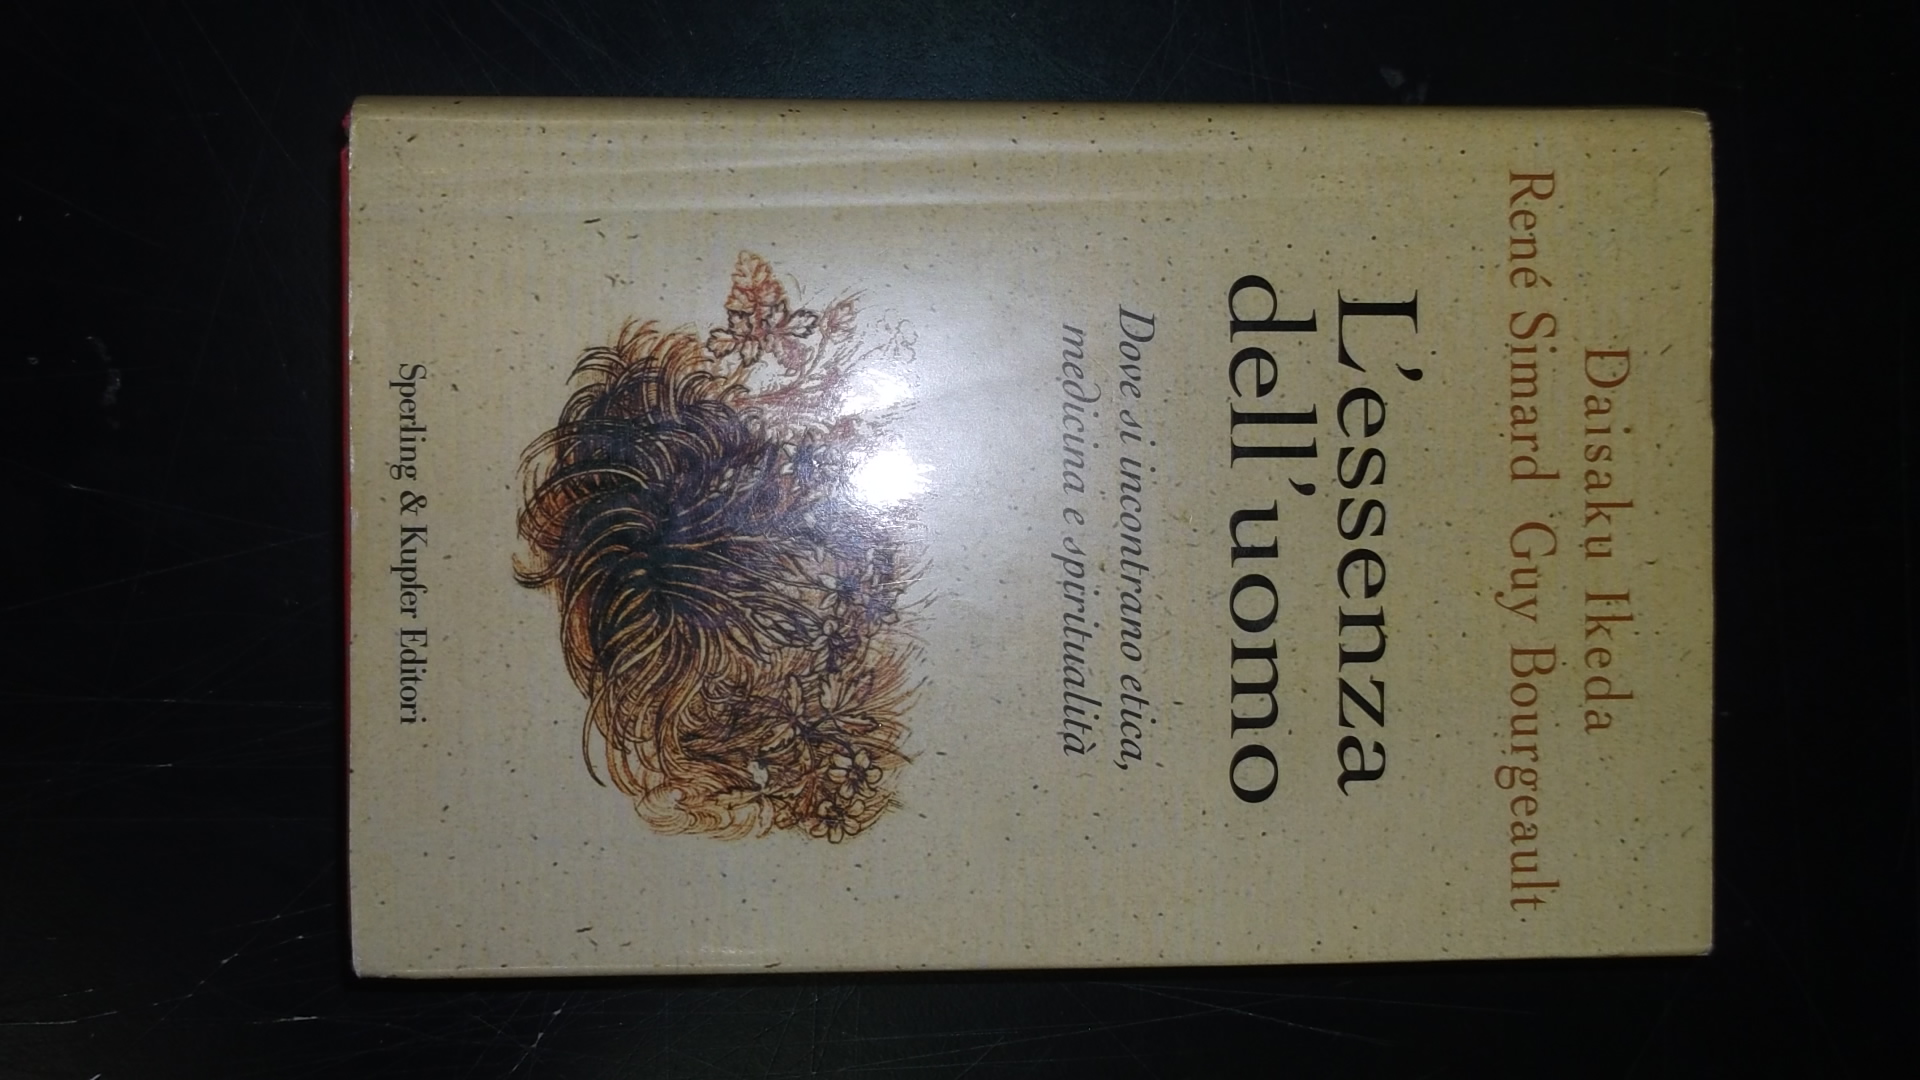 Daisaku Ikeda
René Simard Guy Bourgeault
L'essenza
dell'uomo
Dove si incontrano etica,
medicina e spiritualità
Sperling & Kupfer Editori